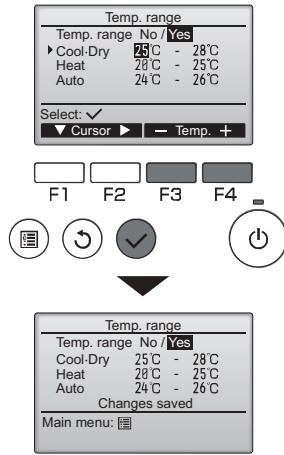 Temp. range
Temp. range No / Yes
Cool·Dry 25°C - 28°C
Heat 20°C - 25°C
Auto 24°C - 26°C
Select: ✓
▼ Cursor ▶ − Temp. +
F1 F2 F3 F4
Temp. range
Temp. range No / Yes
Cool·Dry 25°C - 28°C
Heat 20°C - 25°C
Auto 24°C - 26°C
Changes saved
Main menu: